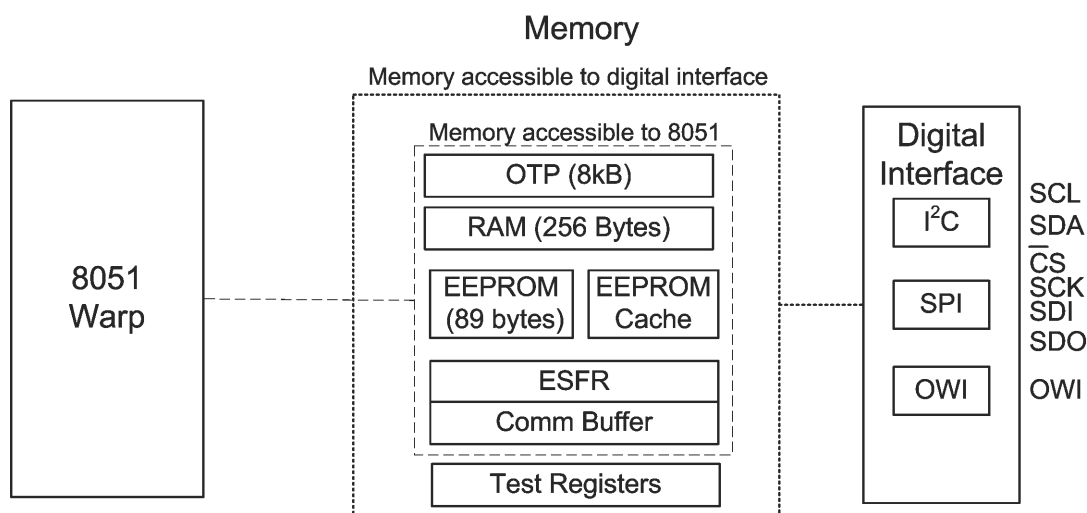 Memory
Memory accessible to digital interface
Memory accessible to 8051
OTP (8kB)
RAM (256 Bytes)
EEPROM
(89 bytes)
EEPROM
Cache
ESFR
Comm Buffer
Test Registers
8051
Warp
Digital
Interface
I²C
SPI
OWI
SCL
SDA
C̅S
SCK
SDI
SDO
OWI